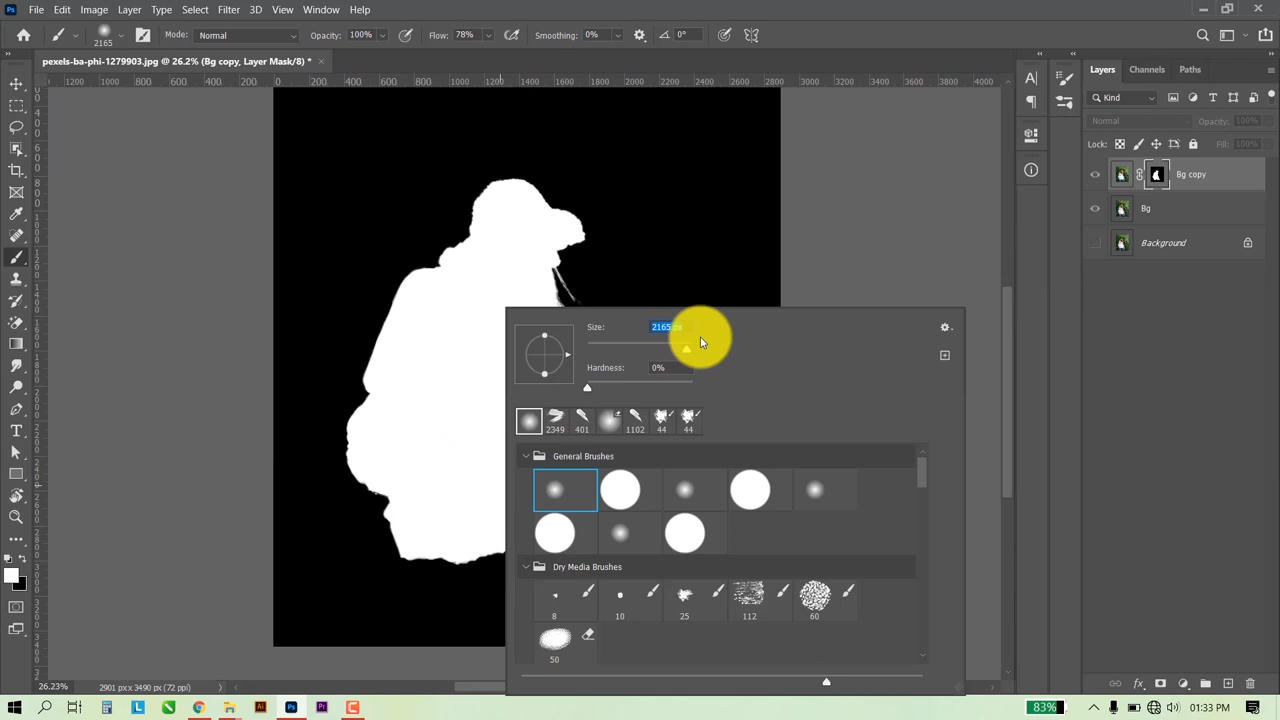 Ps File Edit Image Layer Type Select Filter 3D View Window Help
2165 Mode: Normal Opacity: 100% Flow: 78% Smoothing: 0% 0°
pexels-ba-phi-1279903.jpg @ 26.2% (Bg copy, Layer Mask/8) *
1200 1000 800 600 400 200 0 200 400 600 800 1000 1200 1400 1600 1800 2000 2200 2400 2600 2800 3000 3200 3400 3600 3800 4000
Layers Channels Paths
Kind
Normal Opacity: 100%
Lock: Fill: 100%
Bg copy
Bg
Background
Size: 2165 px
Hardness: 0%
2349 401 1102 44 44
General Brushes
Dry Media Brushes
8 10 25 112 60
50
26.23% 2901 px x 3490 px (72 ppi)
L Ai Ps Pr C 83% 01:33 PM